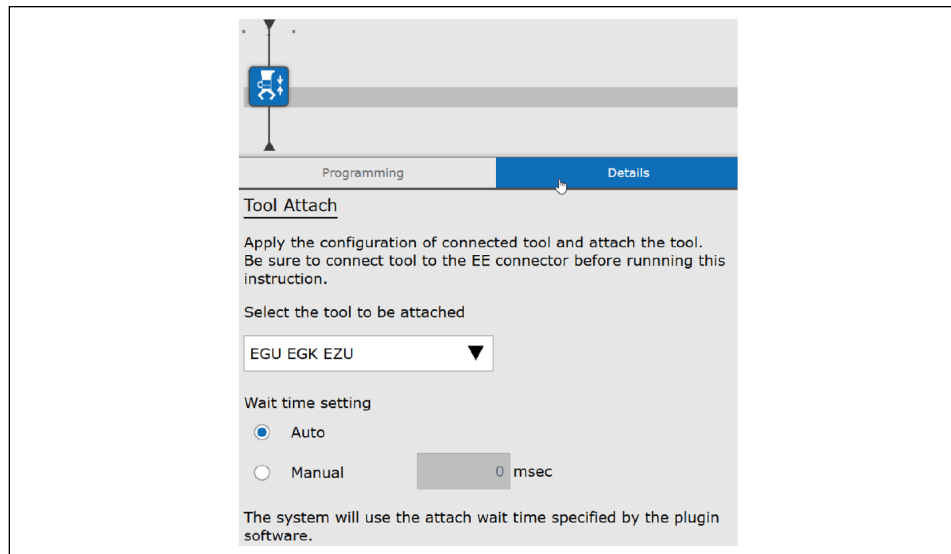 Programming
Details
Tool Attach
Apply the configuration of connected tool and attach the tool.
Be sure to connect tool to the EE connector before runnning this
instruction.
Select the tool to be attached
EGU EGK EZU
Wait time setting
Auto
Manual
0 msec
The system will use the attach wait time specified by the plugin
software.